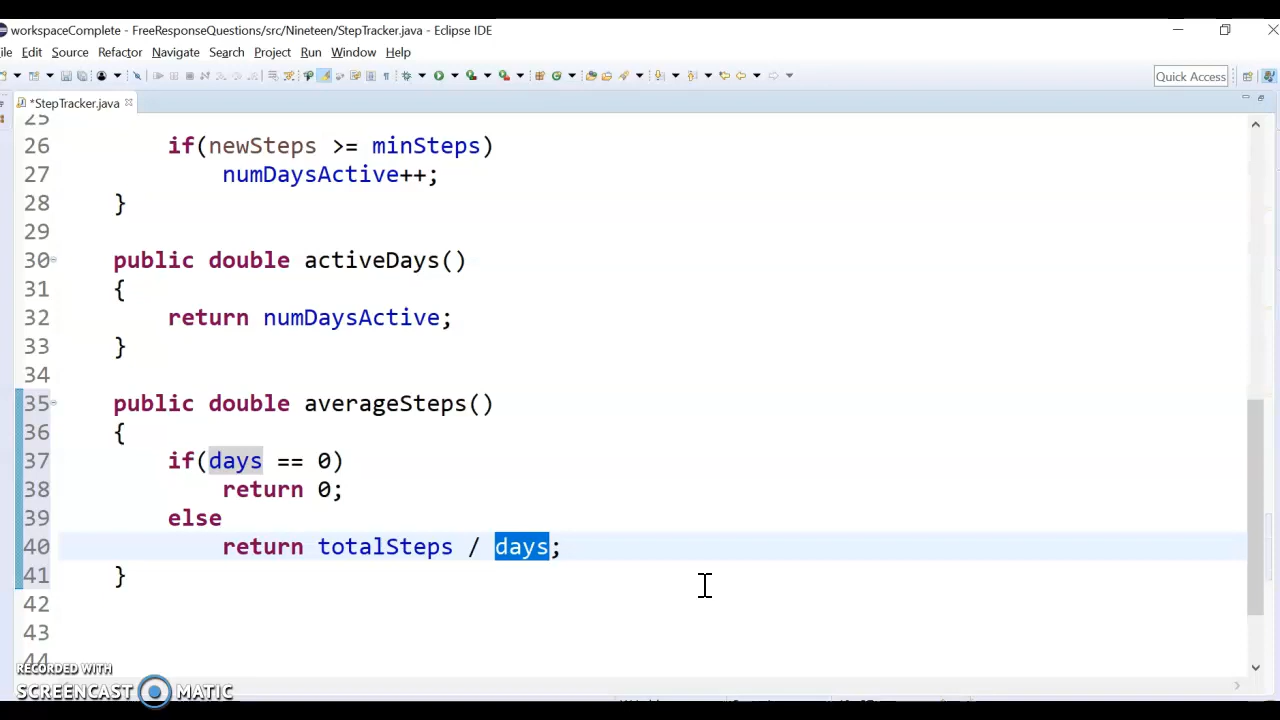 workspaceComplete - FreeResponseQuestions/src/Nineteen/StepTracker.java - Eclipse IDE
ile Edit Source Refactor Navigate Search Project Run Window Help
Quick Access
*StepTracker.java
25
26 if(newSteps >= minSteps)
27 numDaysActive++;
28 }
29
30 public double activeDays()
31 {
32 return numDaysActive;
33 }
34
35 public double averageSteps()
36 {
37 if(days == 0)
38 return 0;
39 else
40 return totalSteps / days;
41 }
42
43
44
RECORDED WITH
SCREENCAST MATIC